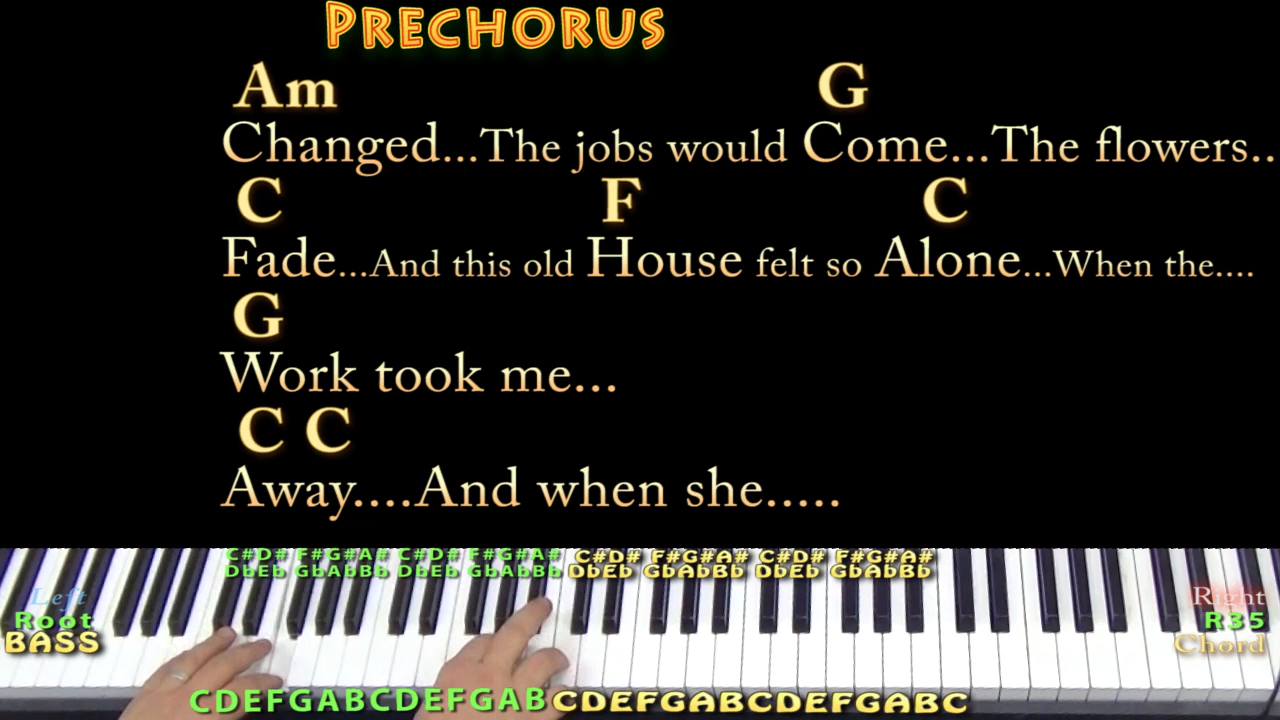 PRECHORUS
Am G
Changed...The jobs would Come...The flowers..
C F C
Fade...And this old House felt so Alone...When the....
G
Work took me...
C C
Away....And when she.....
C#D# F#G#A# C#D# F#G#A# C#D# F#G#A# C#D# F#G#A#
DbEb GbAbBb DbEb GbAbBb DbEb GbAbBb DbEb GbAbBb
Left Right
Root R35
BASS Chord
CDEFGABCDEFGAB CDEFGABCDEFGABC